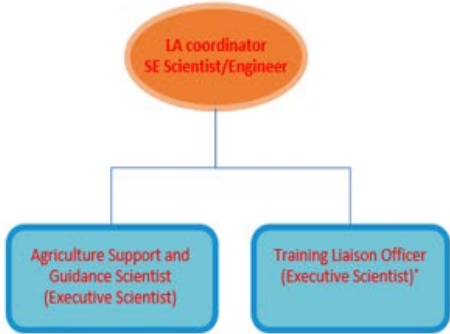 LA coordinator
SE Scientist/Engineer
Agriculture Support and
Guidance Scientist
(Executive Scientist)
Training Liaison Officer
(Executive Scientist)*